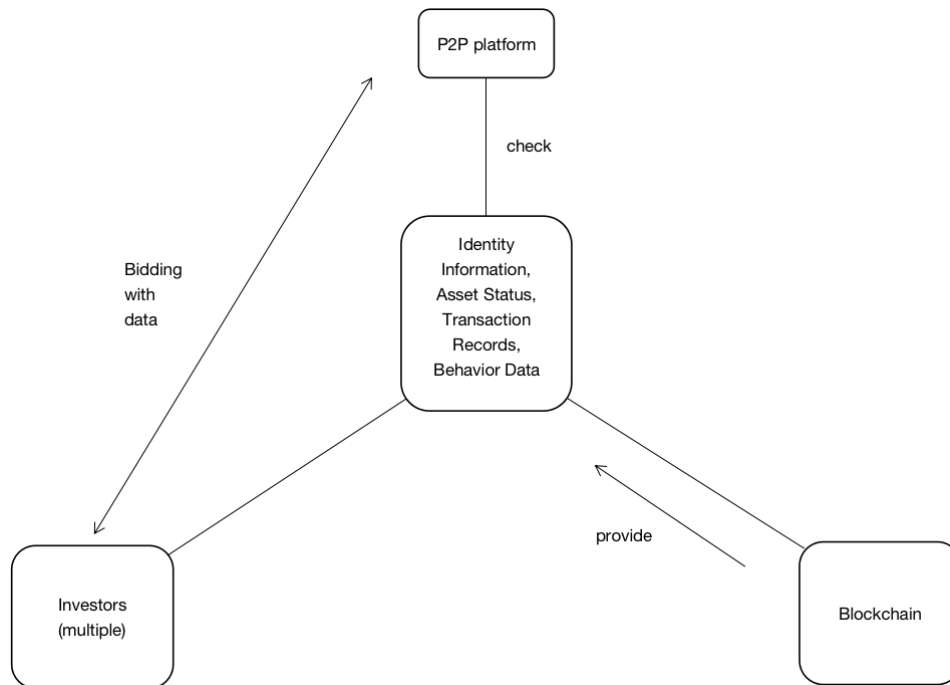 P2P platform
check
Identity
Information,
Asset Status,
Transaction
Records,
Behavior Data
Bidding
with
data
provide
Investors
(multiple)
Blockchain